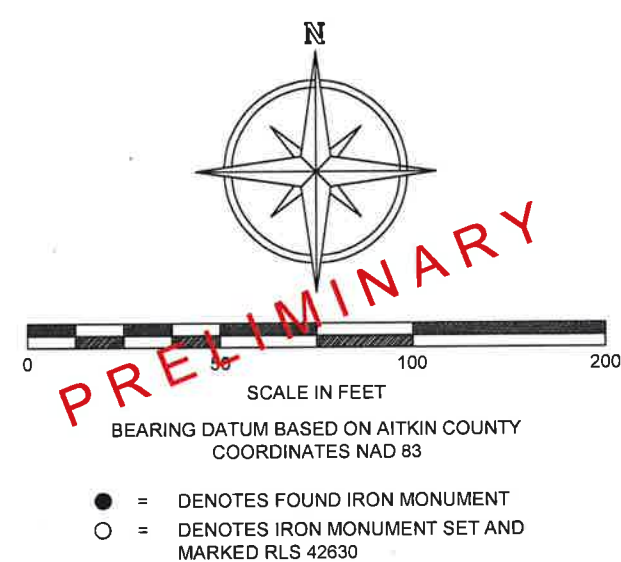 N
PRELIMINARY
0 50 100 200
SCALE IN FEET
BEARING DATUM BASED ON AITKIN COUNTY
COORDINATES NAD 83
= DENOTES FOUND IRON MONUMENT
= DENOTES IRON MONUMENT SET AND
MARKED RLS 42630